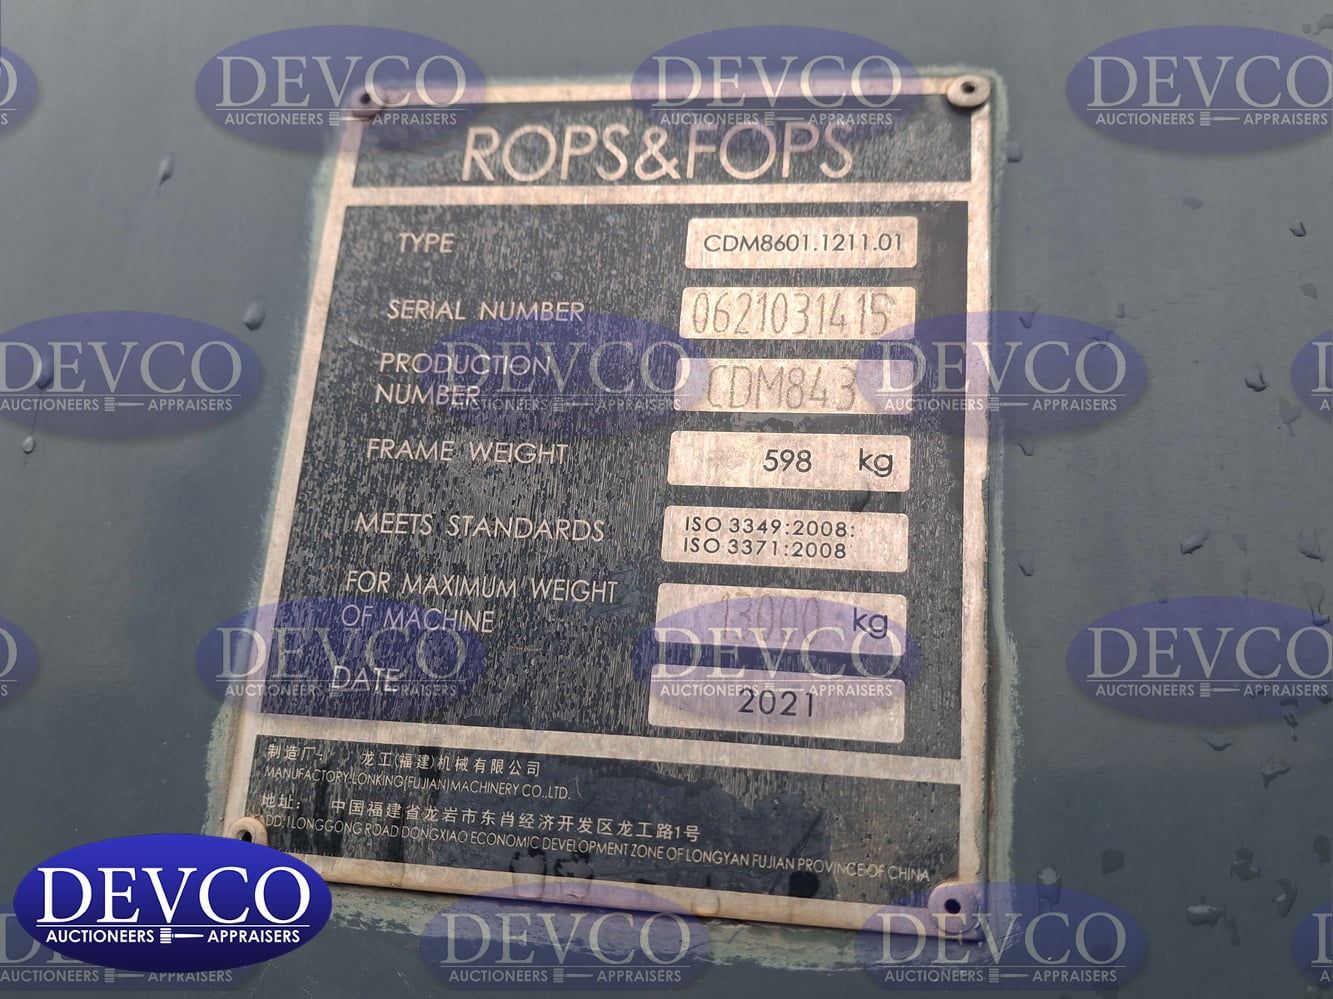 ROPS&FOPS
TYPE CDM8601.1211.01
SERIAL NUMBER 0621031415
PRODUCTION NUMBER CDM843
FRAME WEIGHT 598 kg
MEETS STANDARDS ISO 3349:2008:
ISO 3371:2008
FOR MAXIMUM WEIGHT
OF MACHINE 13000 kg
DATE 2021
制造厂: 龙工(福建)机械有限公司
MANUFACTORY:LONKING(FUJIAN)MACHINERY CO.,LTD.
地址: 中国福建省龙岩市东肖经济开发区龙工路1号
ADD:1 LONGGONG ROAD DONGXIAO ECONOMIC DEVELOPMENT ZONE OF LONGYAN FUJIAN PROVINCE OF CHINA
DEVCO
AUCTIONEERS APPRAISERS